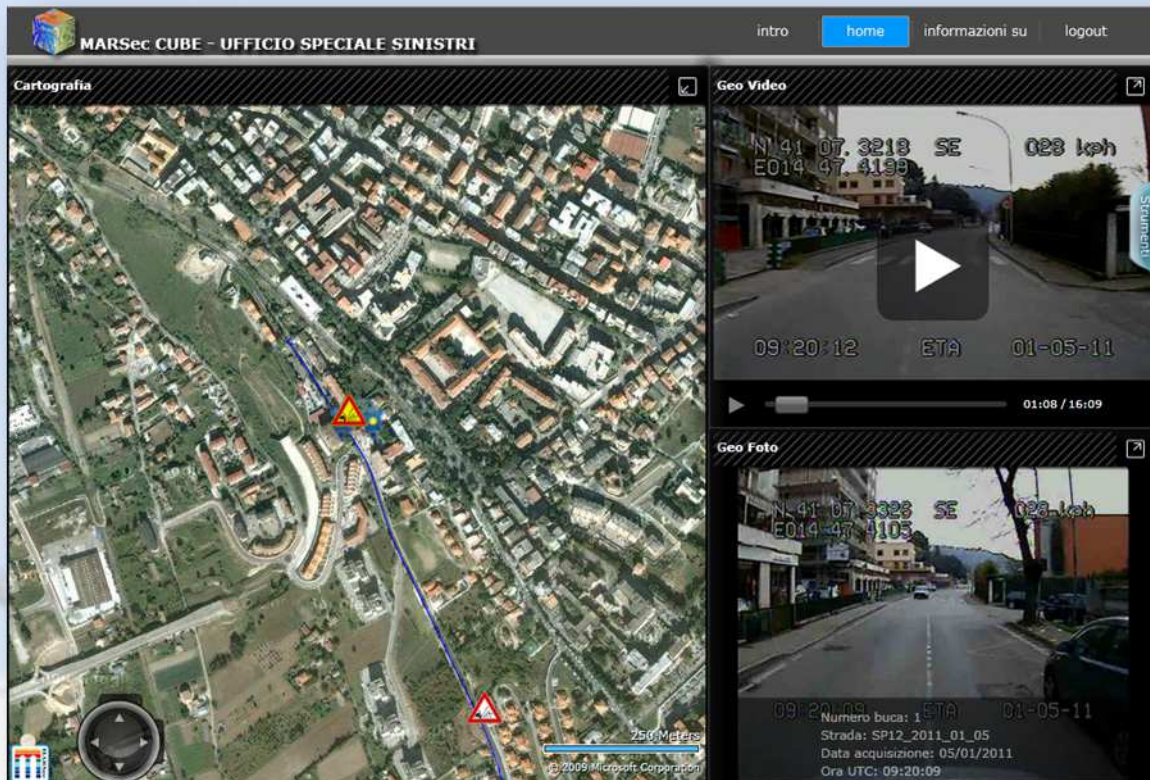 MARSec CUBE - UFFICIO SPECIALE SINISTRI
intro home informazioni su logout
Cartografia
250 Meters
© 2009 Microsoft Corporation
Geo Video
N 41 07.3218 SE 028 kph
E014 47.4193
Strumenti
09:20:12 ETA 01-05-11
01:08 / 16:09
Geo Foto
N 41 07.3326 SE 028 kph
E014 47.4105
09:20:09 ETA 01-05-11
Numero buca: 1
Strada: SP12_2011_01_05
Data acquisizione: 05/01/2011
Ora UTC: 09:20:09